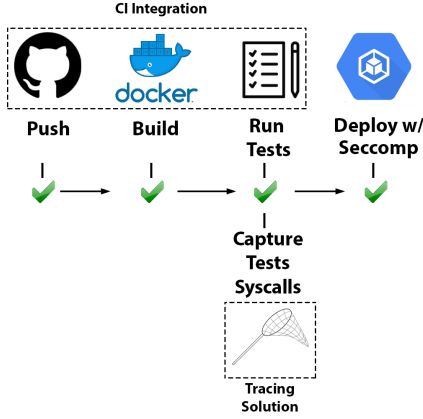 CI Integration
docker
Push
Build
Run
Tests
Deploy w/
Seccomp
Capture
Tests
Syscalls
Tracing
Solution